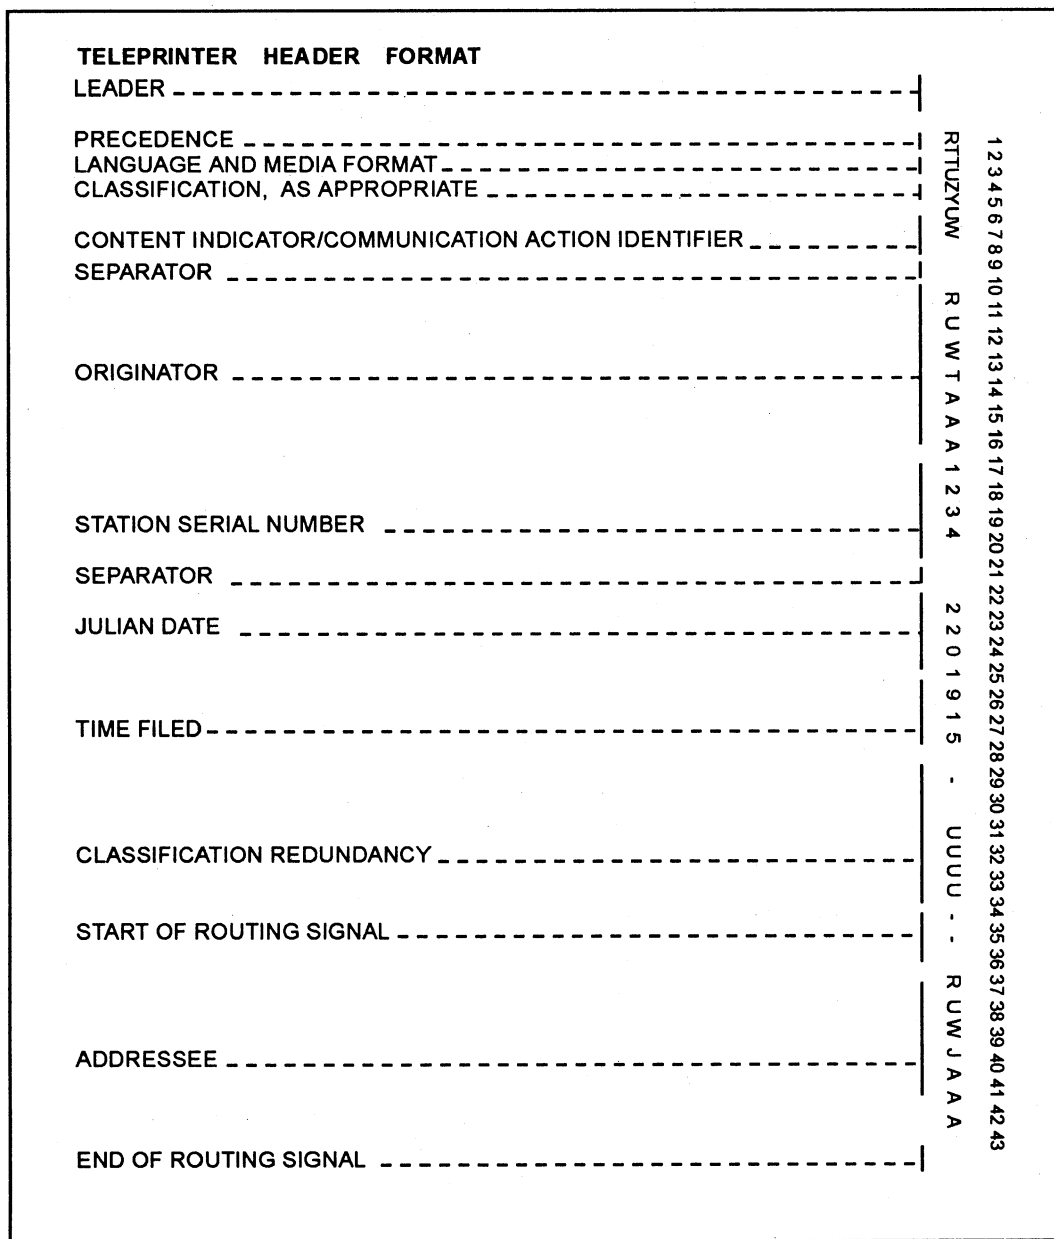 TELEPRINTER HEADER FORMAT
LEADER
PRECEDENCE
LANGUAGE AND MEDIA FORMAT
CLASSIFICATION, AS APPROPRIATE
CONTENT INDICATOR/COMMUNICATION ACTION IDENTIFIER
SEPARATOR
ORIGINATOR
STATION SERIAL NUMBER
SEPARATOR
JULIAN DATE
TIME FILED
CLASSIFICATION REDUNDANCY
START OF ROUTING SIGNAL
ADDRESSEE
END OF ROUTING SIGNAL
RTTUZYUW RUWTAAA1234 2201915 - UUUU - - RUWJAAA
1 2 3 4 5 6 7 8 9 10 11 12 13 14 15 16 17 18 19 20 21 22 23 24 25 26 27 28 29 30 31 32 33 34 35 36 37 38 39 40 41 42 43